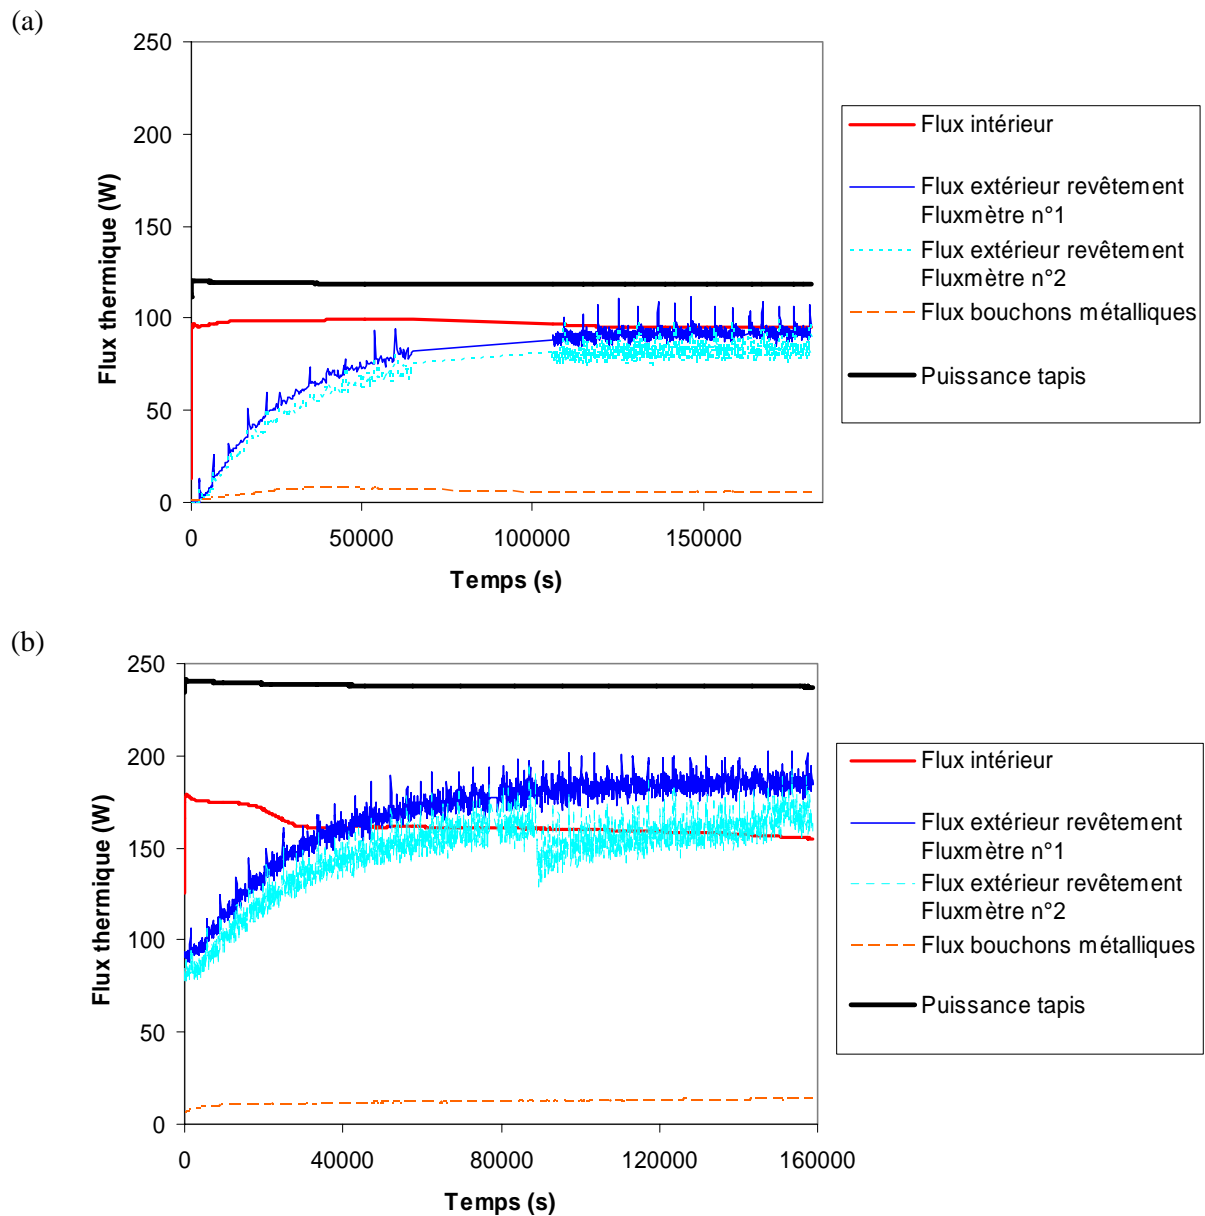 (a)
250
200
150
100
50
0
Flux thermique (W)
0
50000
100000
150000
Temps (s)
Flux intérieur
Flux extérieur revêtement
Fluxmètre n°1
Flux extérieur revêtement
Fluxmètre n°2
Flux bouchons métalliques
Puissance tapis
(b)
250
200
150
100
50
0
Flux thermique (W)
0
40000
80000
120000
160000
Temps (s)
Flux intérieur
Flux extérieur revêtement
Fluxmètre n°1
Flux extérieur revêtement
Fluxmètre n°2
Flux bouchons métalliques
Puissance tapis